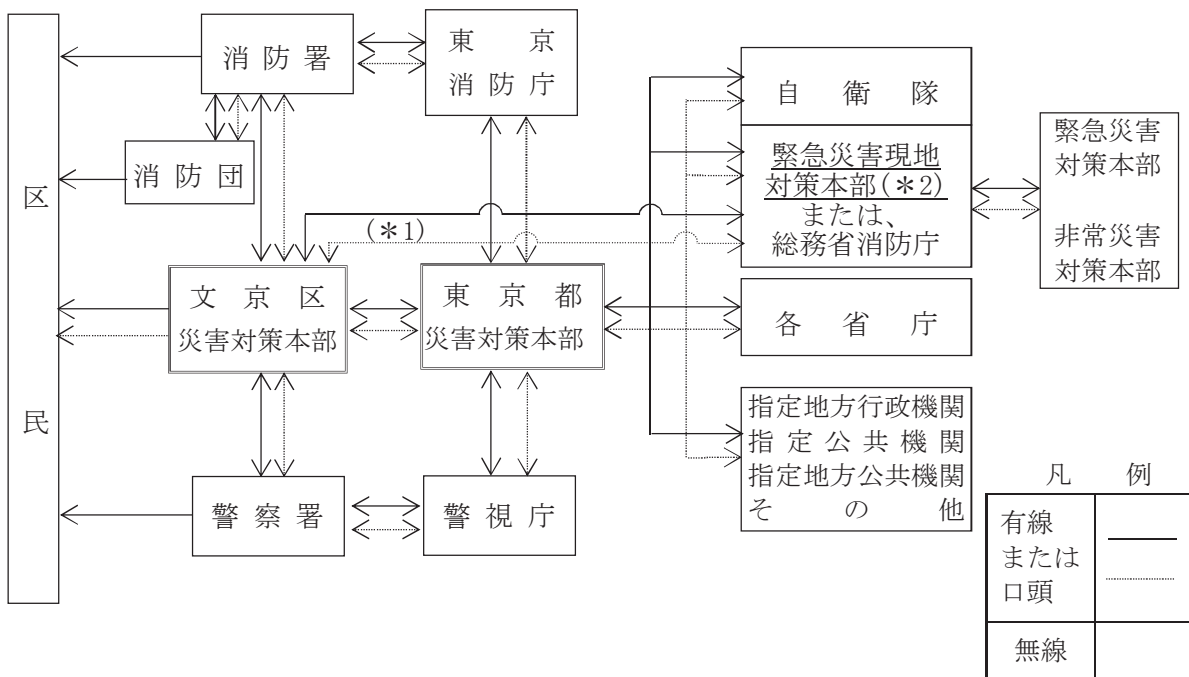 区
民
消防署
消防団
東京
消防庁
自衛隊
緊急災害現地
対策本部(＊2)
または、
総務省消防庁
緊急災害
対策本部
非常災害
対策本部
(＊1)
文京区
災害対策本部
東京都
災害対策本部
各省庁
指定地方行政機関
指定公共機関
指定地方公共機関
その他
警察署
警視庁
凡例
有線
または
口頭
無線